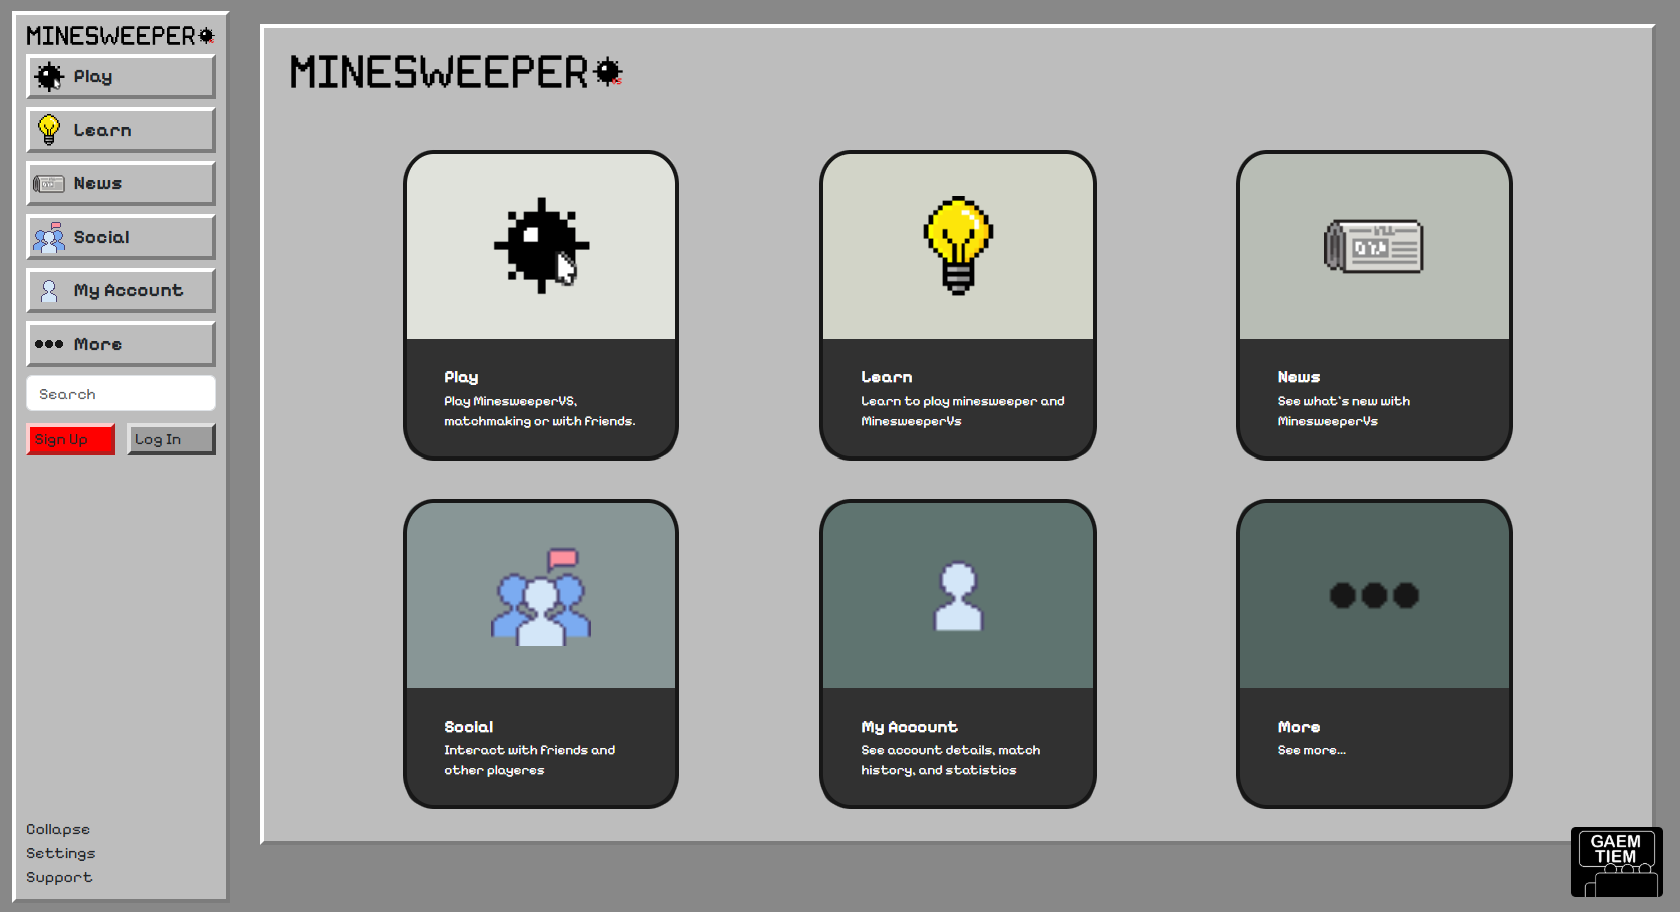 MINESWEEPER
Play
Learn
News
Social
My Account
More
Search
Sign Up
Log In
Collapse
Settings
Support
MINESWEEPER
Play
Play MinesweeperVS,
matchmaking or with friends.
Learn
Learn to play minesweeper and
MinesweeperVs
News
See what's new with
MinesweeperVs
Social
Interact with friends and
other playeres
My Account
See account details, match
history, and statistics
More
See more...
GAEM
TIEM